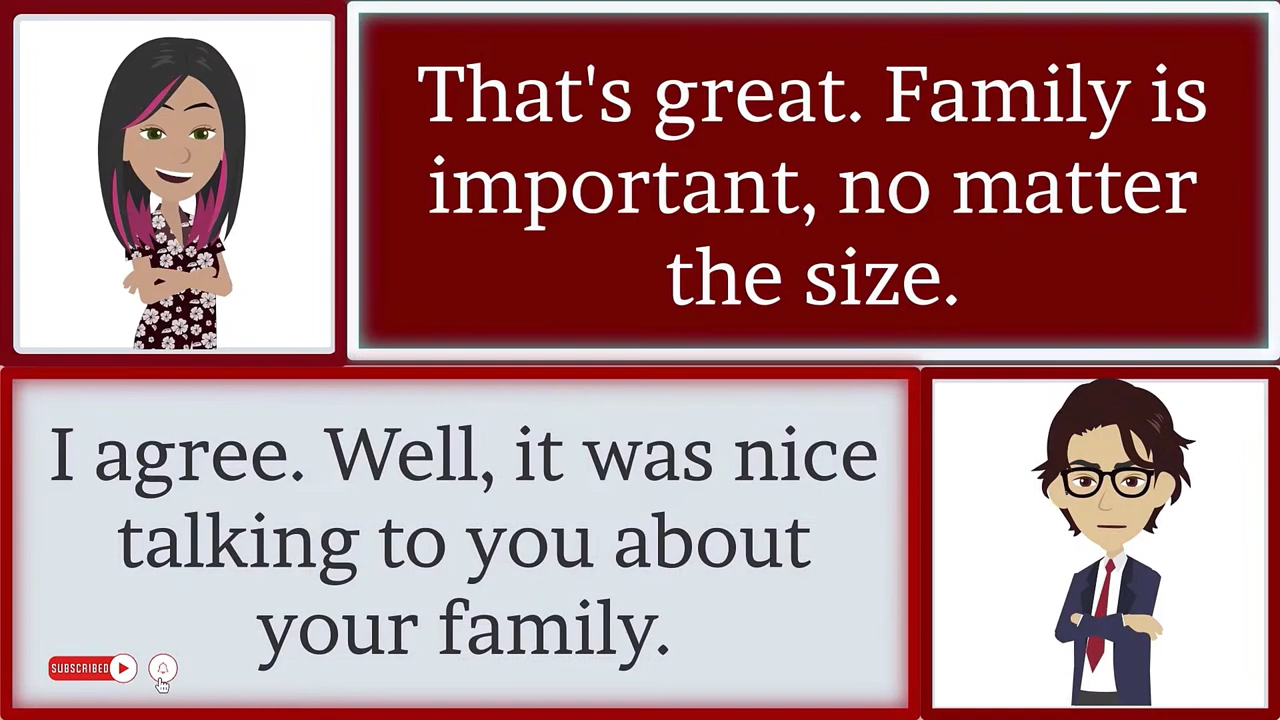 That's great. Family is
important, no matter
the size.
I agree. Well, it was nice
talking to you about
your family.
SUBSCRIBED